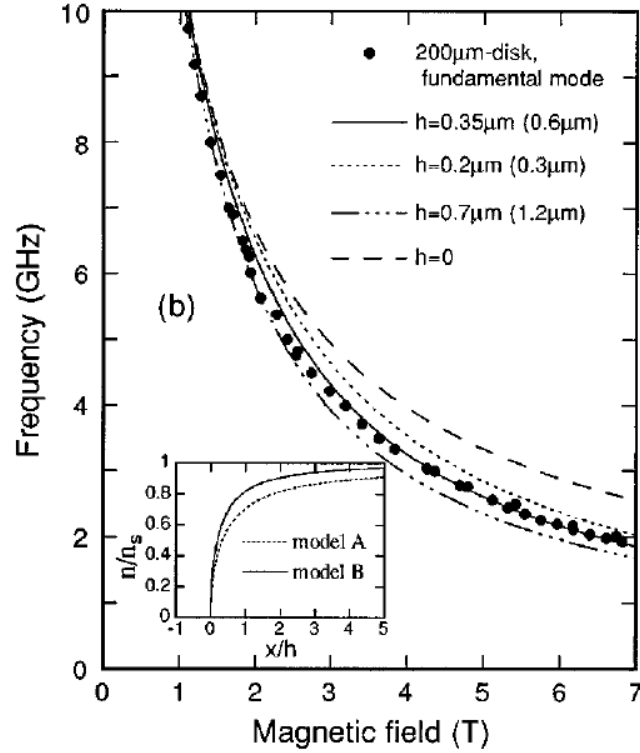 10
8
6
4
2
0
Frequency (GHz)
200μm-disk,
fundamental mode
h=0.35μm (0.6μm)
h=0.2μm (0.3μm)
h=0.7μm (1.2μm)
h=0
(b)
1
0.8
0.6
0.4
0.2
0
n/nₛ
model A
model B
-1 0 1 2 3 4 5
x/h
0 1 2 3 4 5 6 7
Magnetic field (T)